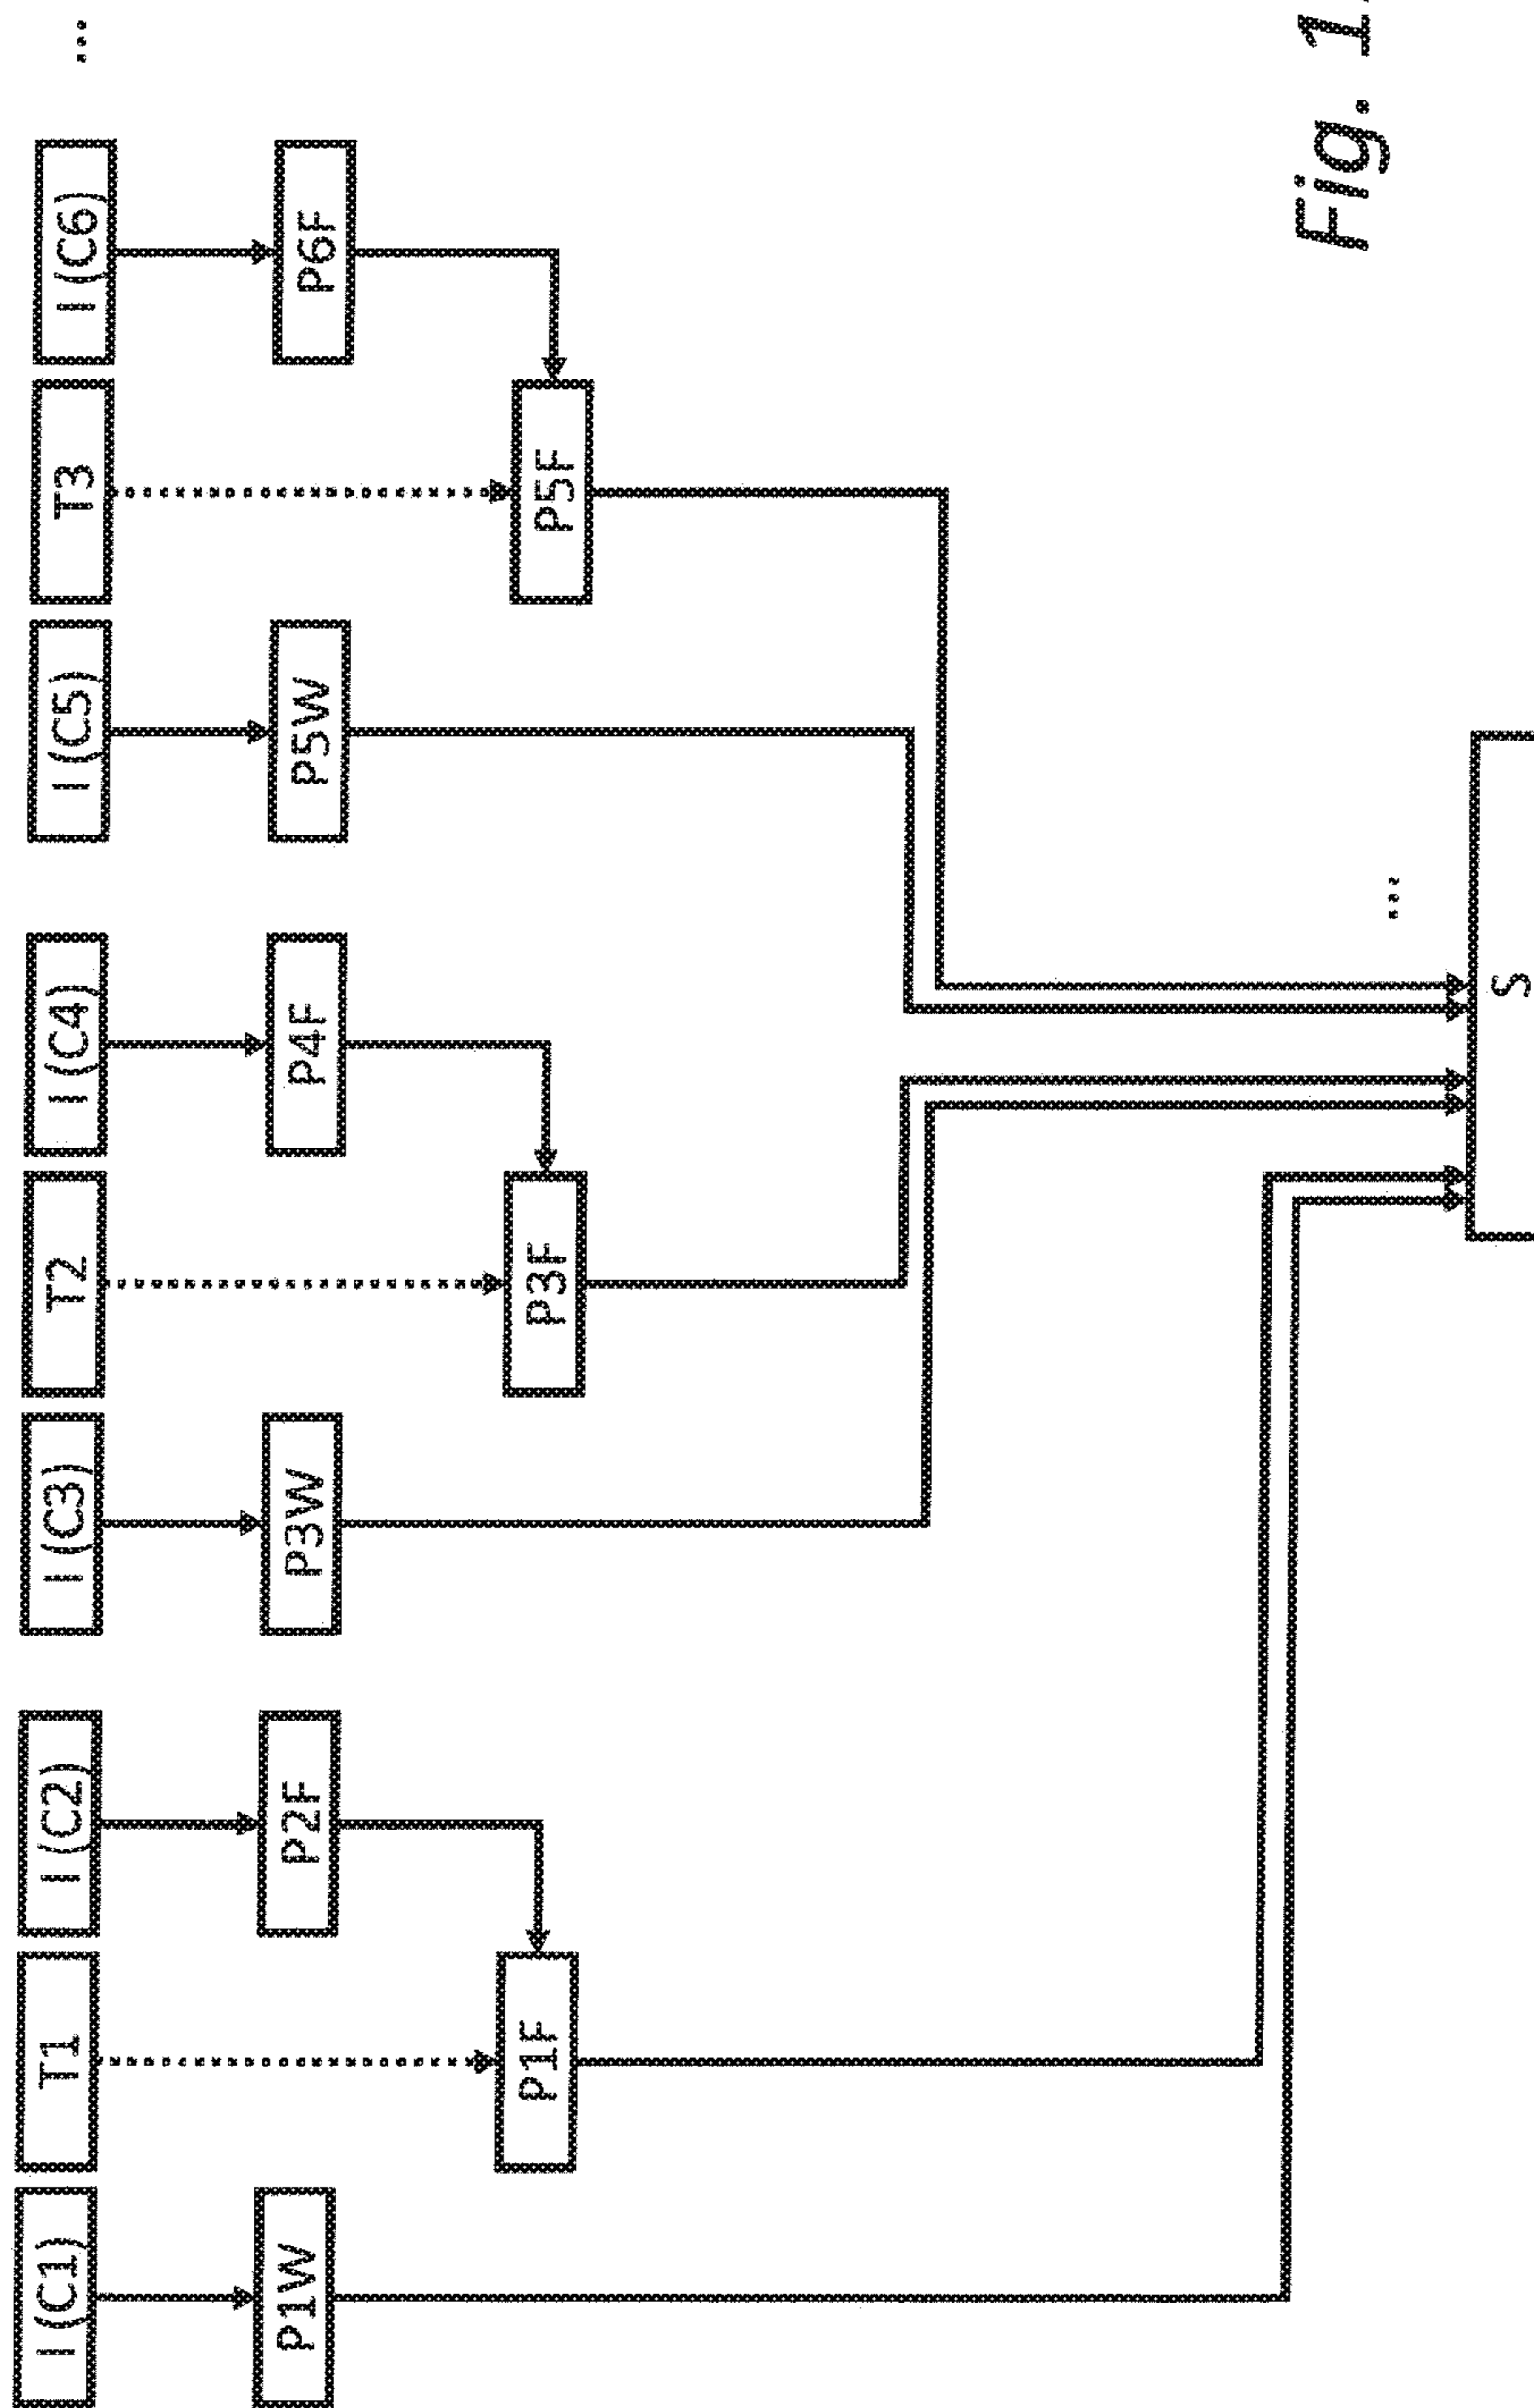 I(C1) T1 I(C2) I(C3) T2 I(C4) I(C5) T3 I(C6) ...
P1W P2F P3W P4F P5W P6F
P1F P3F P5F
...
S
Fig. 1